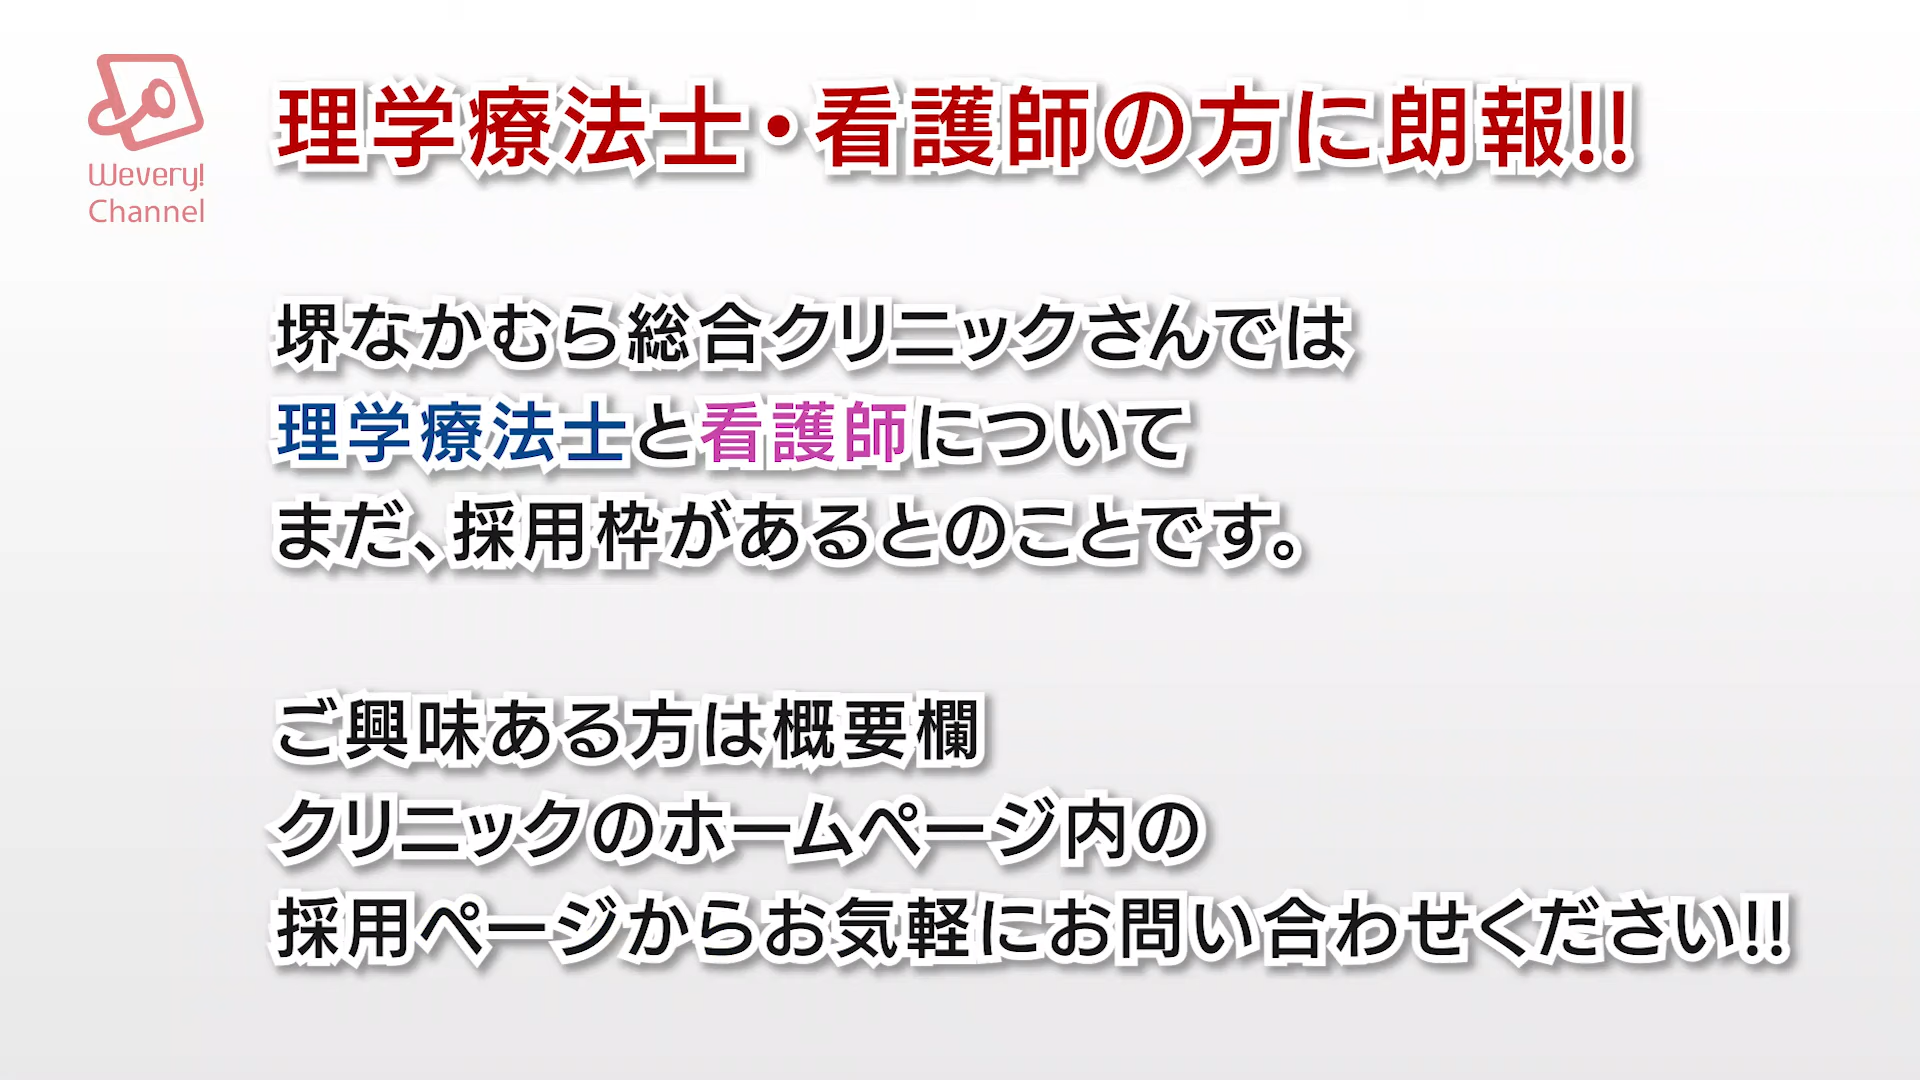 Wevery!
Channel
理学療法士・看護師の方に朗報!!
堺なかむら総合クリニックさんでは
理学療法士と看護師について
まだ、採用枠があるとのことです。
ご興味ある方は概要欄
クリニックのホームページ内の
採用ページからお気軽にお問い合わせください!!